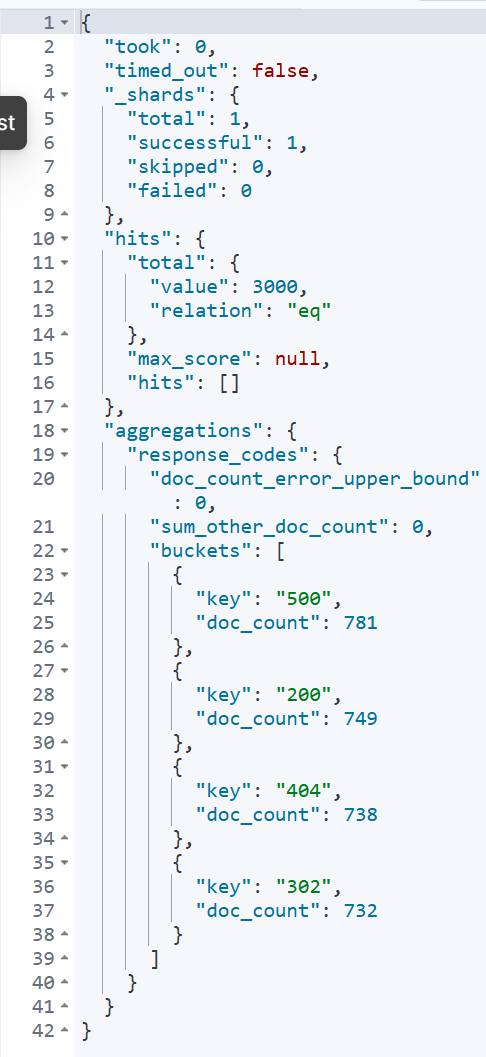 st
1 {
2 "took": 0,
3 "timed_out": false,
4 "_shards": {
5 "total": 1,
6 "successful": 1,
7 "skipped": 0,
8 "failed": 0
9 },
10 "hits": {
11 "total": {
12 "value": 3000,
13 "relation": "eq"
14 },
15 "max_score": null,
16 "hits": []
17 },
18 "aggregations": {
19 "response_codes": {
20 "doc_count_error_upper_bound"
: 0,
21 "sum_other_doc_count": 0,
22 "buckets": [
23 {
24 "key": "500",
25 "doc_count": 781
26 },
27 {
28 "key": "200",
29 "doc_count": 749
30 },
31 {
32 "key": "404",
33 "doc_count": 738
34 },
35 {
36 "key": "302",
37 "doc_count": 732
38 }
39 ]
40 }
41 }
42 }